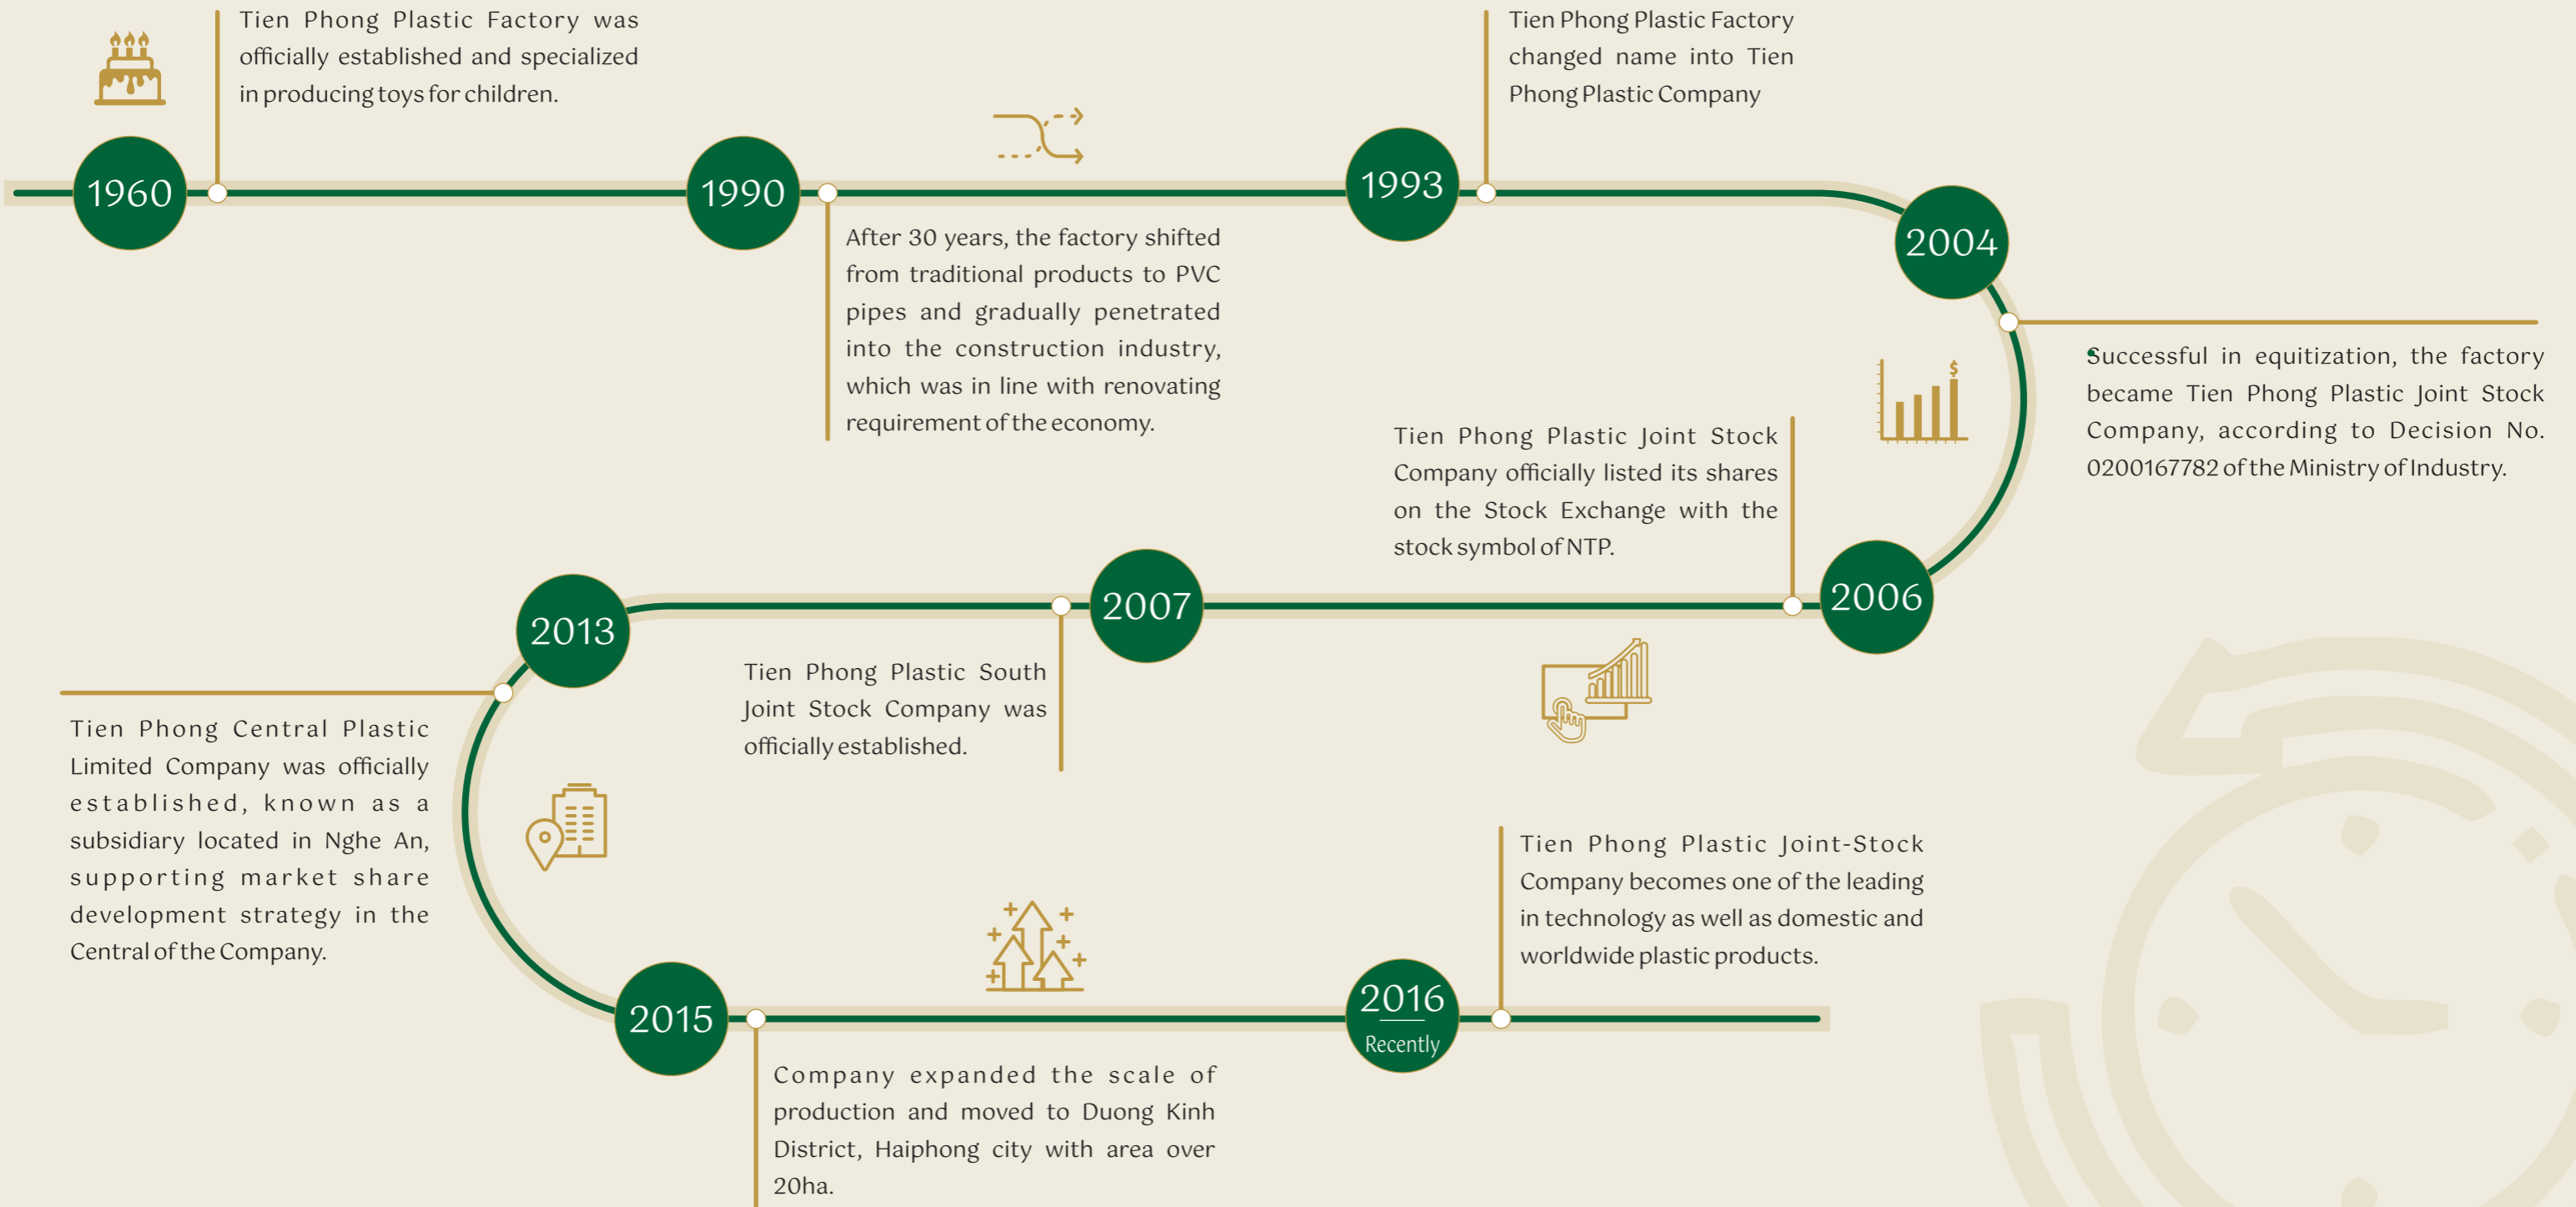 1960
Tien Phong Plastic Factory was
officially established and specialized
in producing toys for children.
1990
After 30 years, the factory shifted
from traditional products to PVC
pipes and gradually penetrated
into the construction industry,
which was in line with renovating
requirement of the economy.
1993
Tien Phong Plastic Factory
changed name into Tien
Phong Plastic Company
2004
Successful in equitization, the factory
became Tien Phong Plastic Joint Stock
Company, according to Decision No.
0200167782 of the Ministry of Industry.
$
2006
Tien Phong Plastic Joint Stock
Company officially listed its shares
on the Stock Exchange with the
stock symbol of NTP.
2007
Tien Phong Plastic South
Joint Stock Company was
officially established.
2013
Tien Phong Central Plastic
Limited Company was officially
established, known as a
subsidiary located in Nghe An,
supporting market share
development strategy in the
Central of the Company.
2015
Company expanded the scale of
production and moved to Duong Kinh
District, Haiphong city with area over
20ha.
2016
Recently
Tien Phong Plastic Joint-Stock
Company becomes one of the leading
in technology as well as domestic and
worldwide plastic products.